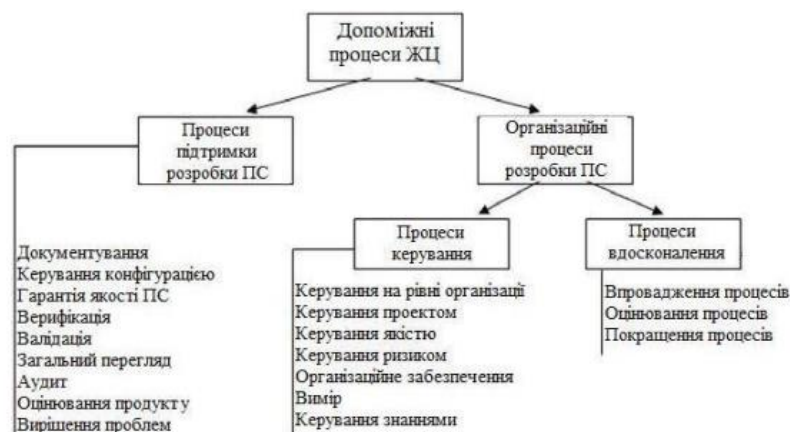 Допоміжні
процеси ЖЦ
Процеси
підтримки
розробки ПС
Організаційні
процеси
розробки ПС
Процеси
керування
Процеси
вдосконалення
Документування
Керування конфігурацією
Гарантія якості ПС
Верифікація
Валідація
Загальний перегляд
Аудит
Оцінювання продукту
Вирішення проблем
Керування на рівні організації
Керування проектом
Керування якістю
Керування ризиком
Організаційне забезпечення
Вимір
Керування знаннями
Впровадження процесів
Оцінювання процесів
Покращення процесів